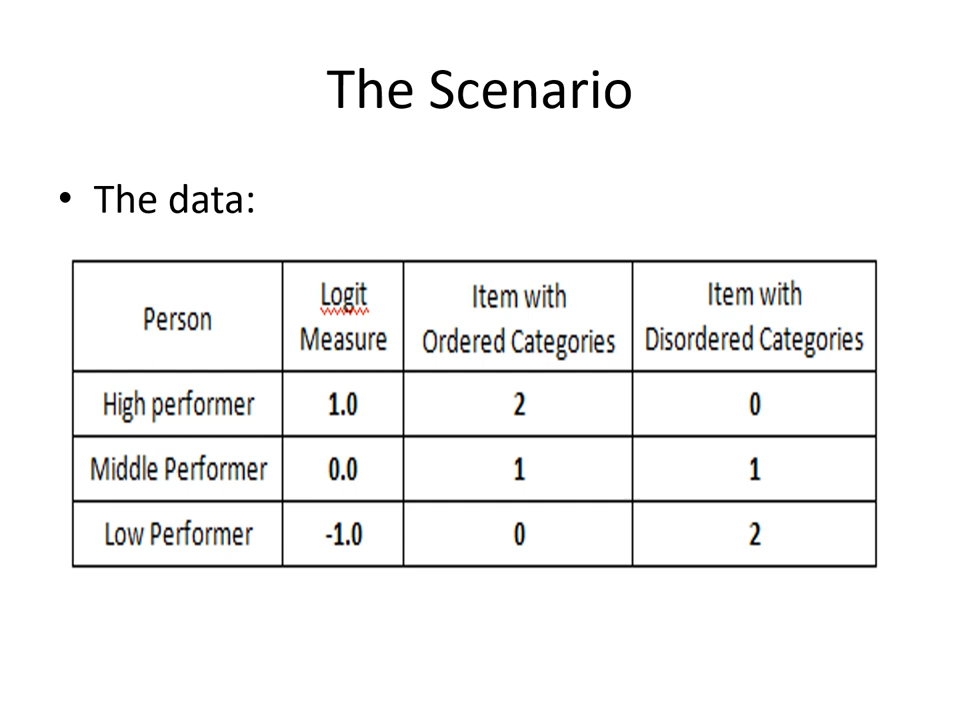 The Scenario
• The data:
Person
Logit
Measure
Item with
Ordered Categories
Item with
Disordered Categories
High performer 1.0 2 0
Middle Performer 0.0 1 1
Low Performer -1.0 0 2